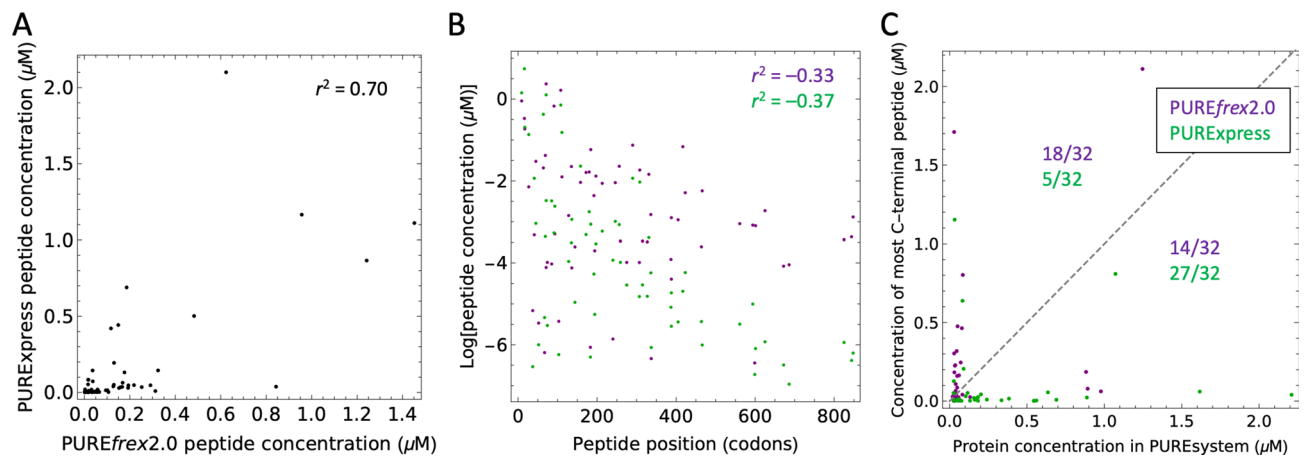 A
PURExpress peptide concentration (μM)
2.0
1.5
1.0
0.5
0.0
r² = 0.70
0.0 0.2 0.4 0.6 0.8 1.0 1.2 1.4
PUREfrex2.0 peptide concentration (μM)
B
Log[peptide contration (μM)]
0
−2
−4
−6
r² = −0.33
r² = −0.37
0 200 400 600 800
Peptide position (codons)
C
Concentration of most C−terminal peptide (μM)
2.0
1.5
1.0
0.5
0.0
PUREfrex2.0
PURExpress
18/32
5/32
14/32
27/32
0.0 0.5 1.0 1.5 2.0
Protein concentration in PUREsystem (μM)